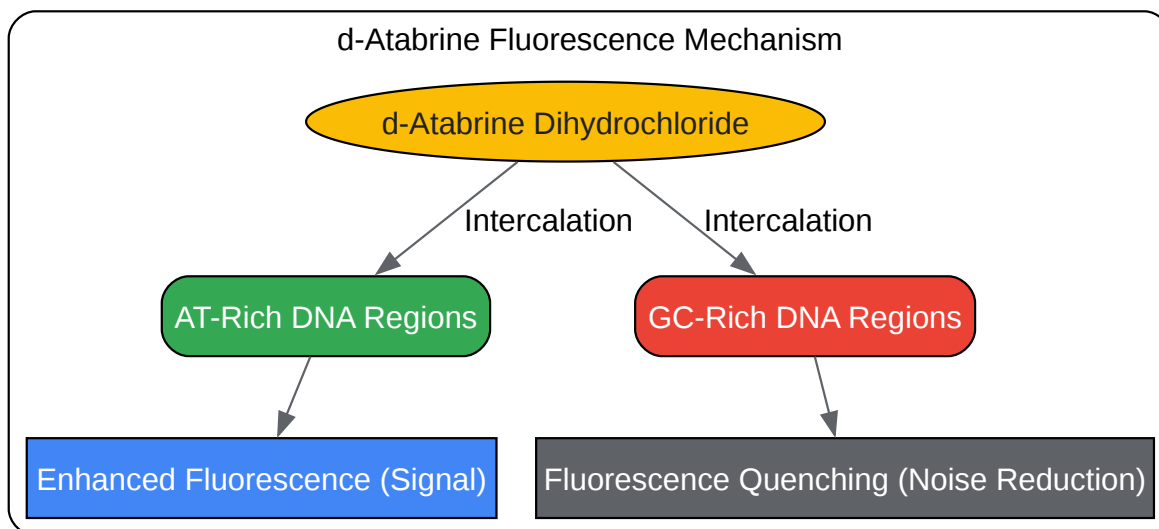 d-Atabrine Fluorescence Mechanism
d-Atabrine Dihydrochloride
Intercalation
Intercalation
AT-Rich DNA Regions
GC-Rich DNA Regions
Enhanced Fluorescence (Signal)
Fluorescence Quenching (Noise Reduction)